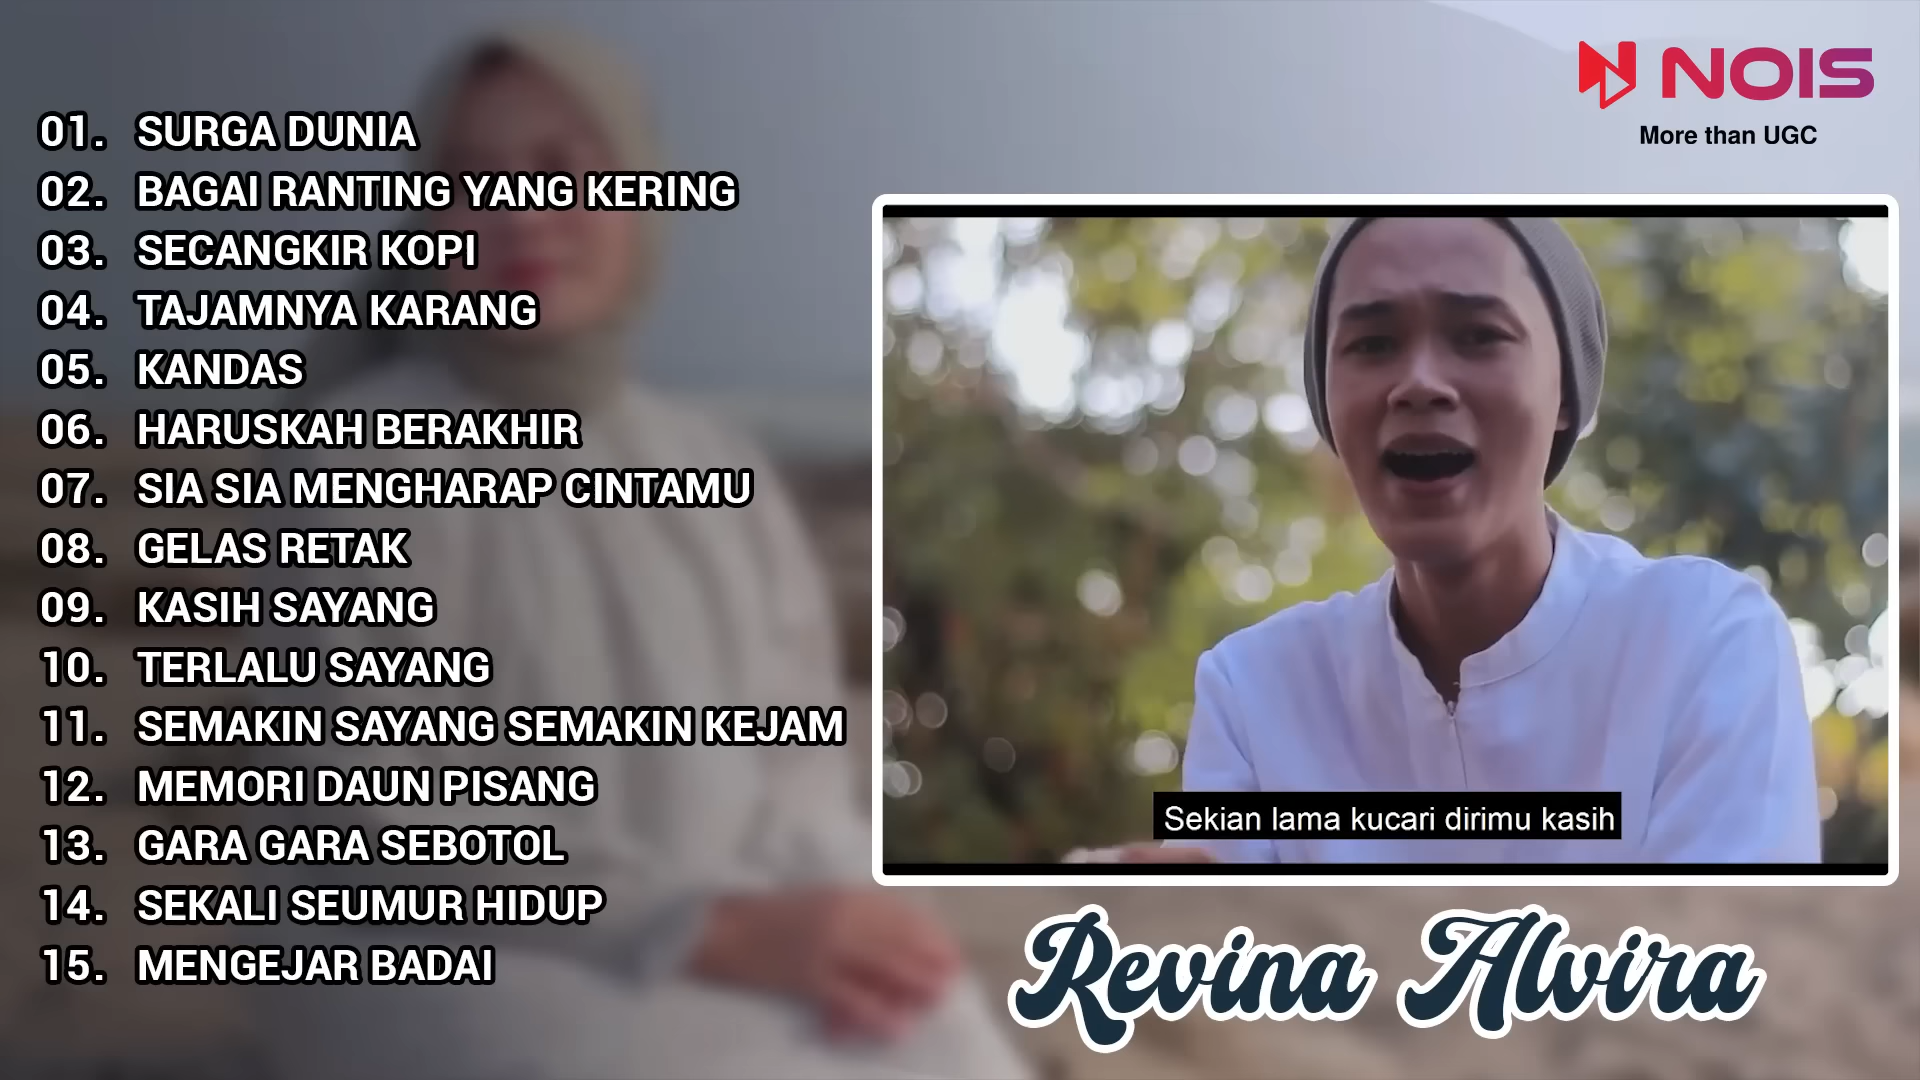 01. SURGA DUNIA
02. BAGAI RANTING YANG KERING
03. SECANGKIR KOPI
04. TAJAMNYA KARANG
05. KANDAS
06. HARUSKAH BERAKHIR
07. SIA SIA MENGHARAP CINTAMU
08. GELAS RETAK
09. KASIH SAYANG
10. TERLALU SAYANG
11. SEMAKIN SAYANG SEMAKIN KEJAM
12. MEMORI DAUN PISANG
13. GARA GARA SEBOTOL
14. SEKALI SEUMUR HIDUP
15. MENGEJAR BADAI
NOIS
More than UGC
Sekian lama kucari dirimu kasih
Revina Alvira